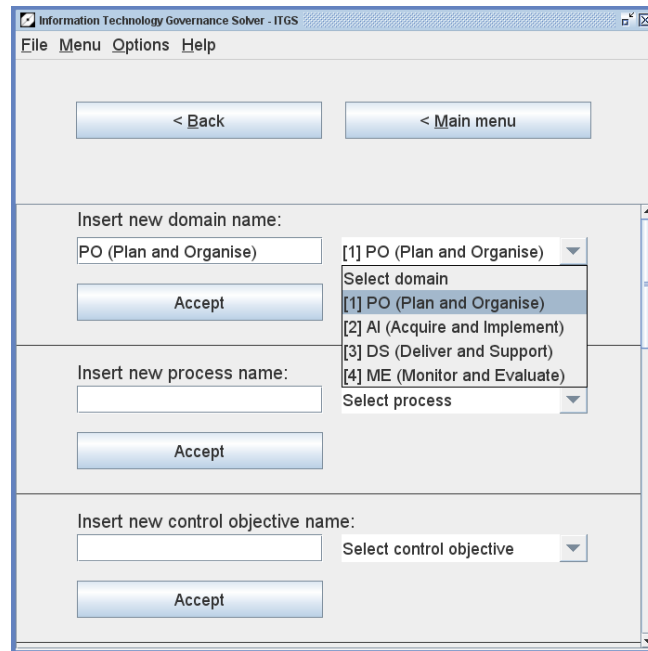 Information Technology Governance Solver - ITGS
File Menu Options Help
< Back
< Main menu
Insert new domain name:
PO (Plan and Organise)
[1] PO (Plan and Organise)
Select domain
[1] PO (Plan and Organise)
[2] AI (Acquire and Implement)
[3] DS (Deliver and Support)
[4] ME (Monitor and Evaluate)
Accept
Insert new process name:
Select process
Accept
Insert new control objective name:
Select control objective
Accept